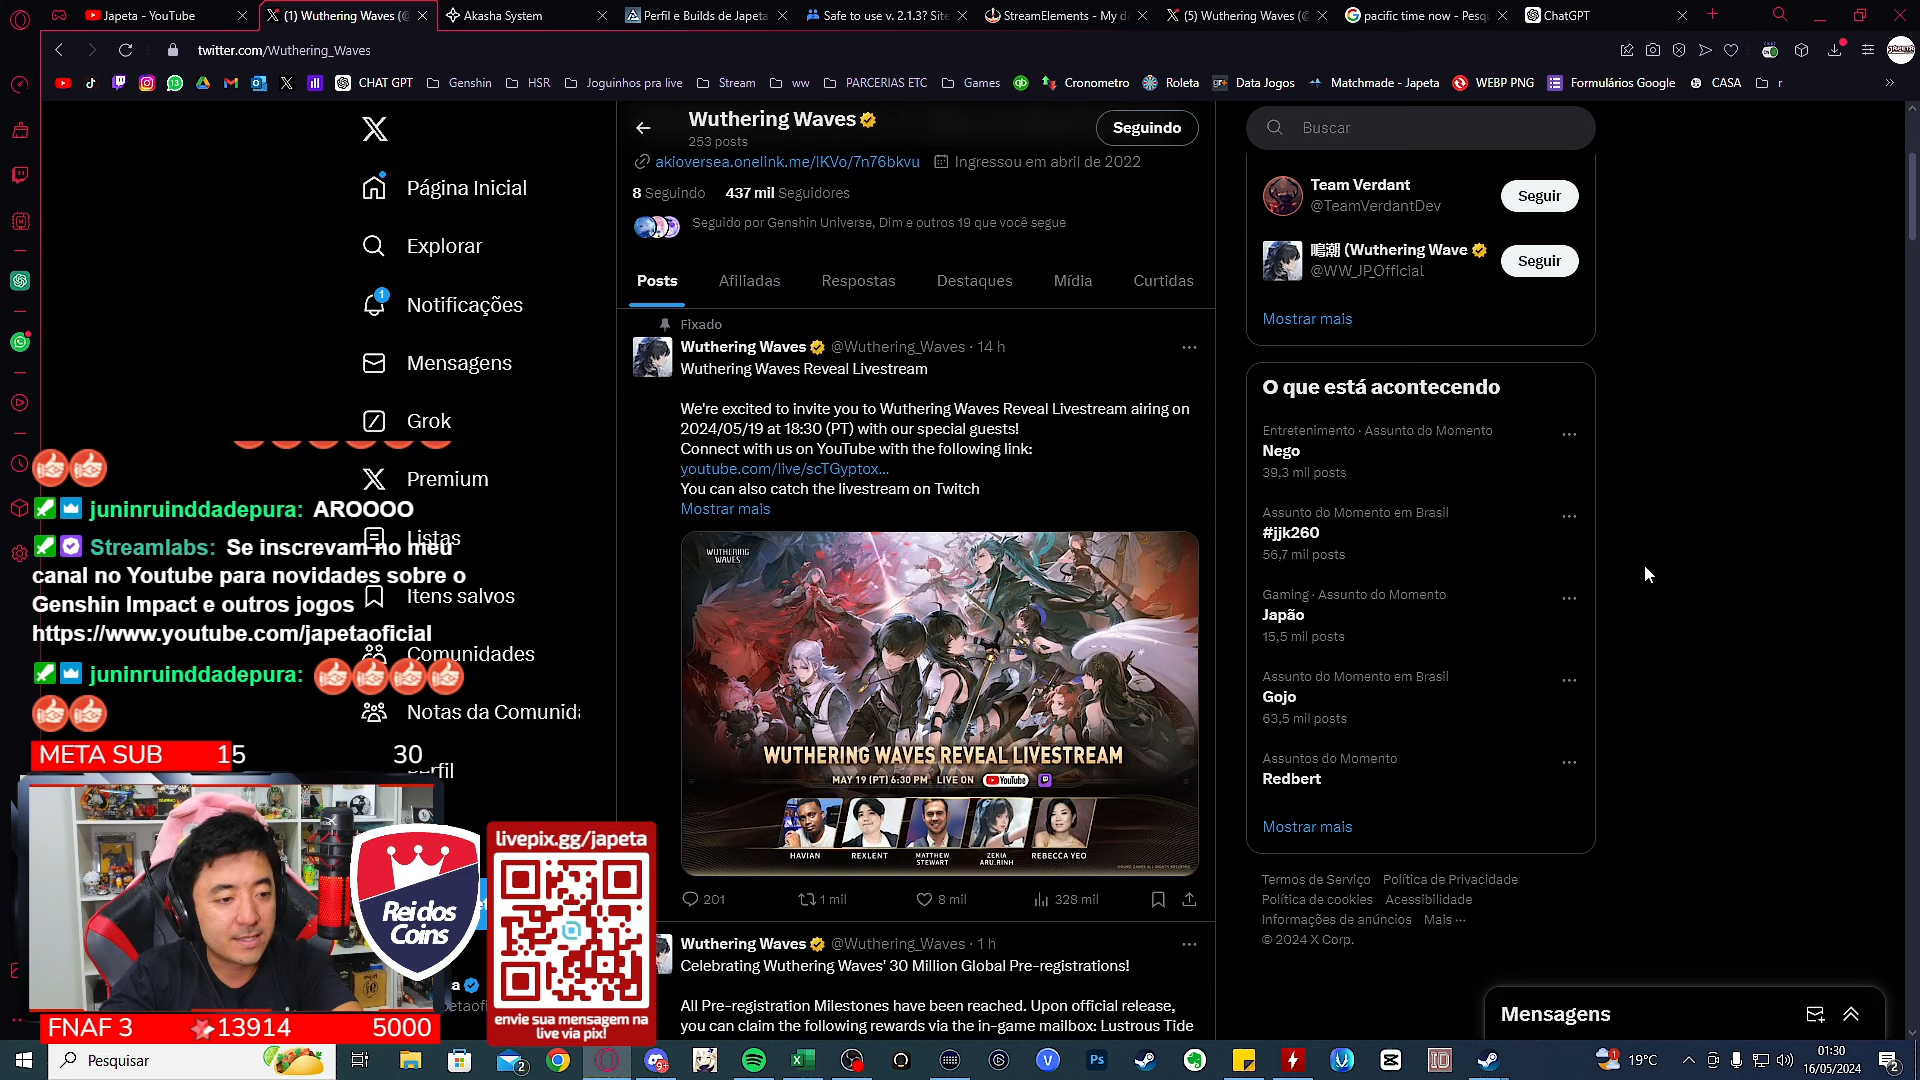 Japeta - YouTube
(1) Wuthering Waves (@
Akasha System
Perfil e Builds de Japeta
Safe to use v. 2.1.3? Site
StreamElements - My da
(5) Wuthering Waves (@
pacific time now - Pesqu
ChatGPT
twitter.com/Wuthering_Waves
CHAT GPT
Genshin
HSR
Joguinhos pra live
Stream
ww
PARCERIAS ETC
Games
Cronometro
Roleta
Data Jogos
Matchmade - Japeta
WEBP PNG
Formulários Google
CASA
r
Página Inicial
Explorar
Notificações
Mensagens
Grok
Premium
Listas
Itens salvos
Comunidades
Notas da Comunid
Wuthering Waves
253 posts
Seguindo
akioversea.onelink.me/lKVo/7n76bkvu
Ingressou em abril de 2022
8 Seguindo 437 mil Seguidores
Seguido por Genshin Universe, Dim e outros 19 que você segue
Posts
Afiliadas
Respostas
Destaques
Mídia
Curtidas
Fixado
Wuthering Waves @Wuthering_Waves · 14 h
Wuthering Waves Reveal Livestream
We're excited to invite you to Wuthering Waves Reveal Livestream airing on
2024/05/19 at 18:30 (PT) with our special guests!
Connect with us on YouTube with the following link:
youtube.com/live/scTGyptox...
You can also catch the livestream on Twitch
Mostrar mais
WUTHERING
WAVES
WUTHERING WAVES REVEAL LIVESTREAM
MAY 19 (PT) 6:30 PM LIVE ON YouTube
HAVIAN
REXLENT
MATTHEW
STEWART
ZEKIA
ARU.RINH
REBECCA YEO
201
1 mil
8 mil
328 mil
Wuthering Waves @Wuthering_Waves · 1 h
Celebrating Wuthering Waves' 30 Million Global Pre-registrations!
All Pre-registration Milestones have been reached. Upon official release,
you can claim the following rewards via the in-game mailbox: Lustrous Tide
Buscar
Team Verdant
@TeamVerdantDev
Seguir
鳴潮 (Wuthering Wave
@WW_JP_Official
Seguir
Mostrar mais
O que está acontecendo
Entretenimento · Assunto do Momento
Nego
39,3 mil posts
Assunto do Momento em Brasil
#jjk260
56,7 mil posts
Gaming · Assunto do Momento
Japão
15,5 mil posts
Assunto do Momento em Brasil
Gojo
63,5 mil posts
Assuntos do Momento
Redbert
Mostrar mais
Termos de Serviço Política de Privacidade
Política de cookies Acessibilidade
Informações de anúncios Mais ···
© 2024 X Corp.
Mensagens
juninruinddadepura: AROOOO
Streamlabs: Se inscrevam no meu
canal no Youtube para novidades sobre o
Genshin Impact e outros jogos
https://www.youtube.com/japetaoficial
juninruinddadepura:
META SUB 15 30
Rei dos
Coins
livepix.gg/japeta
envie sua mensagem na
live via pix!
FNAF 3 13914 5000
Pesquisar
19°C
01:30
16/05/2024